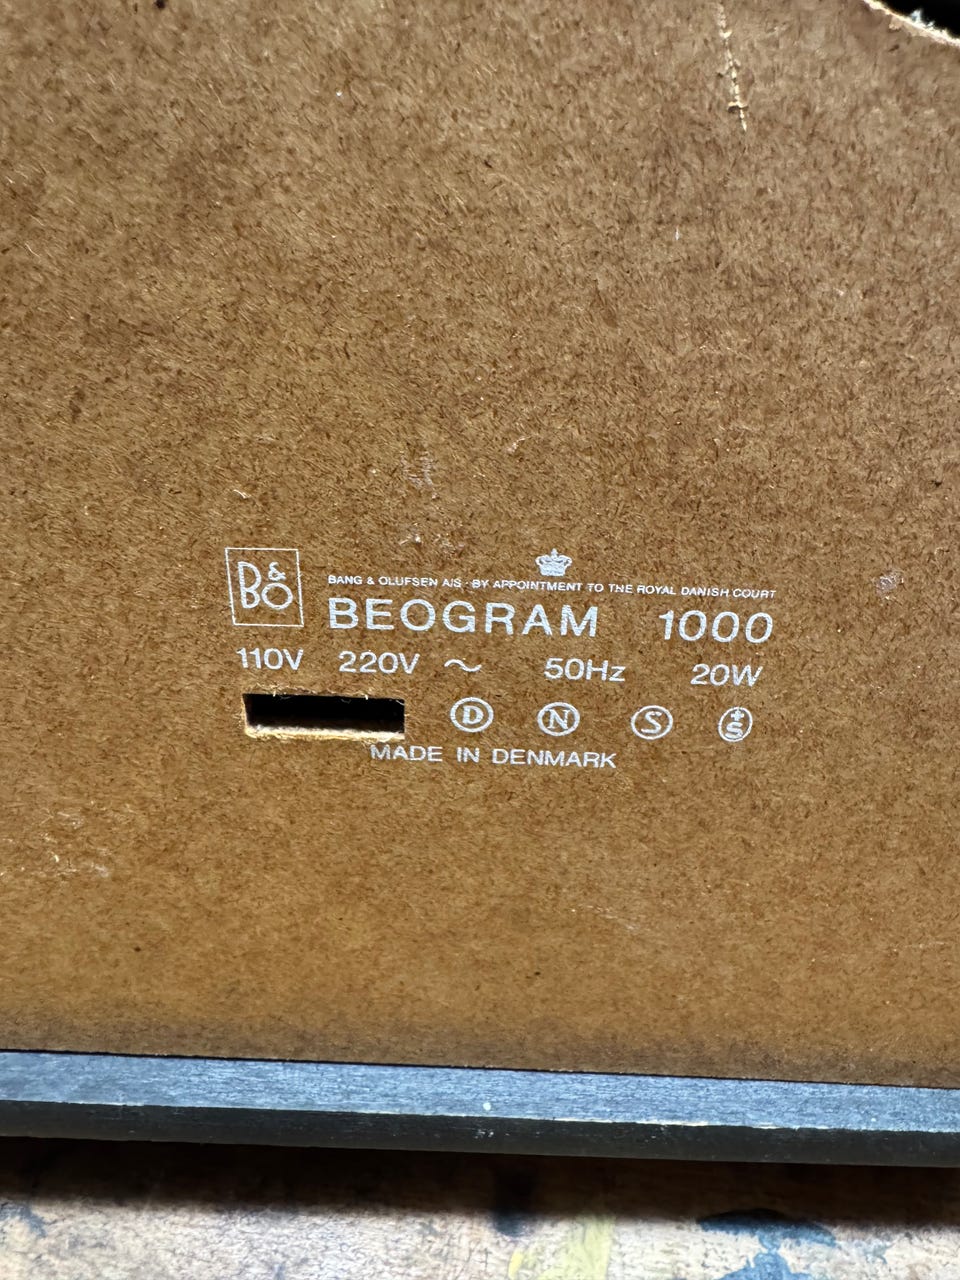 B&O
BANG & OLUFSEN A/S · BY APPOINTMENT TO THE ROYAL DANISH COURT
BEOGRAM 1000
110V 220V ~ 50Hz 20W
D N S +S
MADE IN DENMARK